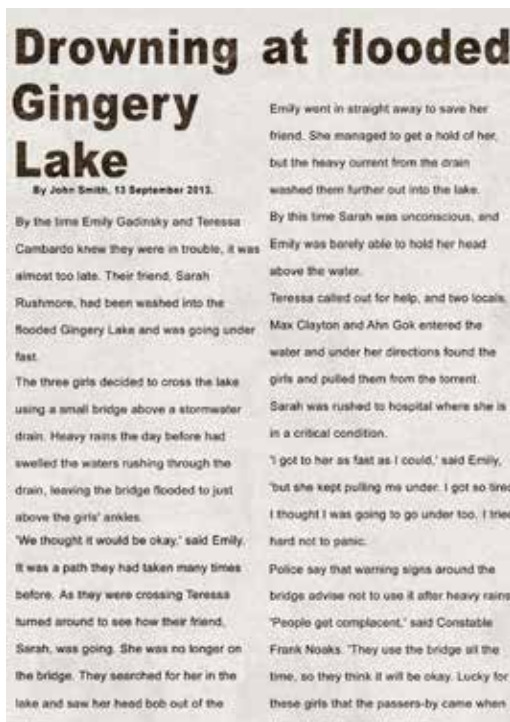 Drowning at flooded
Gingery
Lake
By John Smith, 13 September 2013.
By the time Emily Gadinsky and Teressa
Cambardo knew they were in trouble, it was
almost too late. Their friend, Sarah
Rushmore, had been washed into the
flooded Gingery Lake and was going under
fast.
The three girls decided to cross the lake
using a small bridge above a stormwater
drain. Heavy rains the day before had
swelled the waters rushing through the
drain, leaving the bridge flooded to just
above the girls' ankles.
'We thought it would be okay,' said Emily.
It was a path they had taken many times
before. As they were crossing Teressa
turned around to see how their friend,
Sarah, was going. She was no longer on
the bridge. They searched for her in the
lake and saw her head bob out of the
Emily went in straight away to save her
friend. She managed to get a hold of her,
but the heavy current from the drain
washed them further out into the lake.
By this time Sarah was unconscious, and
Emily was barely able to hold her head
above the water.
Teressa called out for help, and two locals,
Max Clayton and Ahn Gok entered the
water and under her directions found the
girls and pulled them from the torrent.
Sarah was rushed to hospital where she is
in a critical condition.
'I got to her as fast as I could,' said Emily,
'but she kept pulling me under. I got so tired
I thought I was going to go under too. I tried
hard not to panic.
Police say that warning signs around the
bridge advise not to use it after heavy rains
'People get complacent,' said Constable
Frank Noaks. 'They use the bridge all the
time, so they think it will be okay. Lucky for
these girls that the passers-by came when